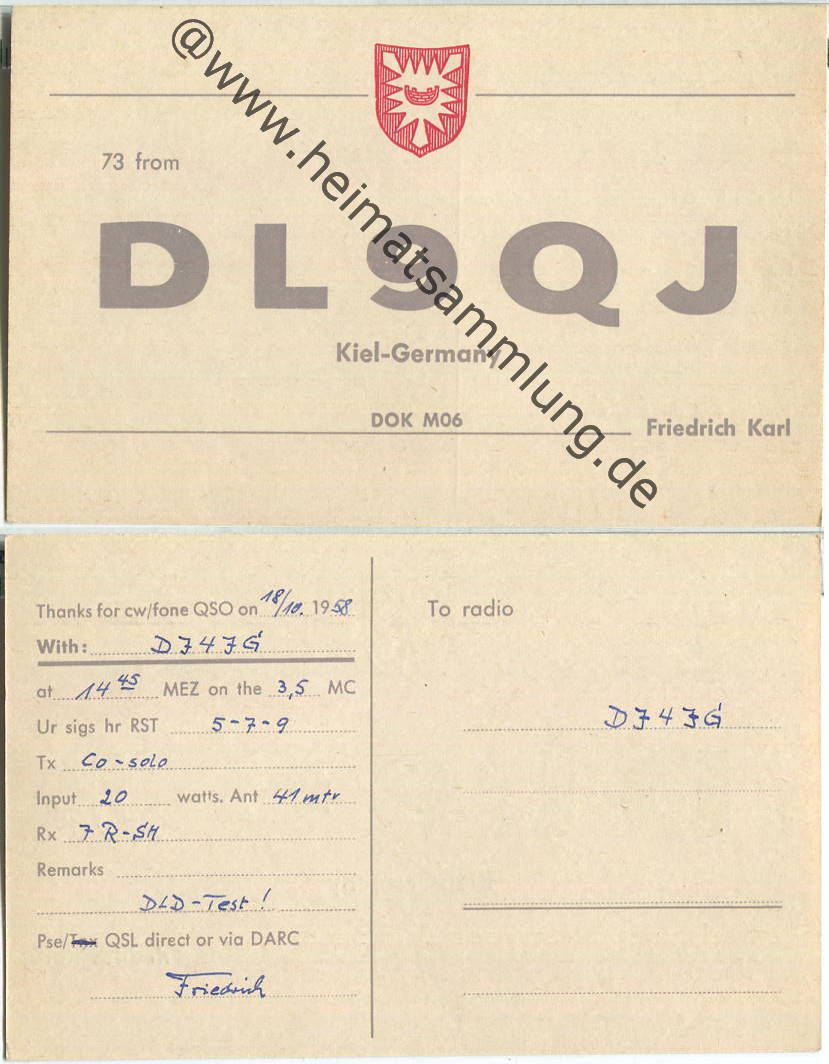 @www.heimatsammlung.de
73 from
DL9QJ
Kiel-Germany
DOK M06
Friedrich Karl
Thanks for cw/fone QSO on 18/10. 1958
With: DJ4JG
at 14 45 MEZ on the 3,5 MC
Ur sigs hr RST 5-7-9
Tx Co-solo
Input 20 watts. Ant 41 mtr
Rx 7 R-SH
Remarks
DLD-Test!
Pse/Tnx QSL direct or via DARC
Friedrich
To radio
DJ4JG